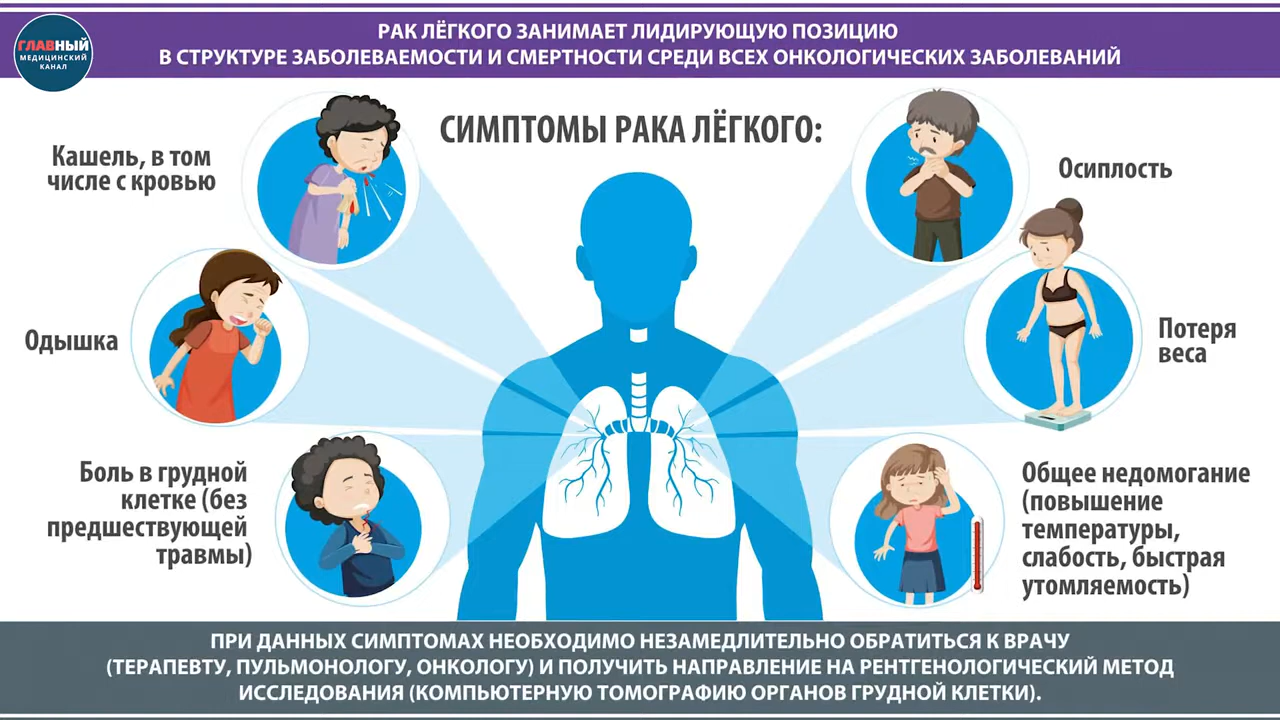 ГЛАВНЫЙ
МЕДИЦИНСКИЙ
КАНАЛ
РАК ЛЁГКОГО ЗАНИМАЕТ ЛИДИРУЮЩУЮ ПОЗИЦИЮ
В СТРУКТУРЕ ЗАБОЛЕВАЕМОСТИ И СМЕРТНОСТИ СРЕДИ ВСЕХ ОНКОЛОГИЧЕСКИХ ЗАБОЛЕВАНИЙ
СИМПТОМЫ РАКА ЛЁГКОГО:
Кашель, в том
числе с кровью
Одышка
Боль в грудной
клетке (без
предшествующей
травмы)
Осиплость
Потеря
веса
Общее недомогание
(повышение
температуры,
слабость, быстрая
утомляемость)
ПРИ ДАННЫХ СИМПТОМАХ НЕОБХОДИМО НЕЗАМЕДЛИТЕЛЬНО ОБРАТИТЬСЯ К ВРАЧУ
(ТЕРАПЕВТУ, ПУЛЬМОНОЛОГУ, ОНКОЛОГУ) И ПОЛУЧИТЬ НАПРАВЛЕНИЕ НА РЕНТГЕНОЛОГИЧЕСКИЙ МЕТОД
ИССЛЕДОВАНИЯ (КОМПЬЮТЕРНУЮ ТОМОГРАФИЮ ОРГАНОВ ГРУДНОЙ КЛЕТКИ).